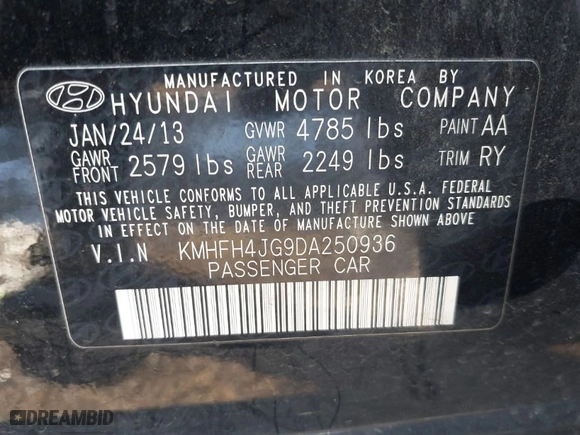 MANUFACTURED IN KOREA BY
HYUNDAI MOTOR COMPANY
JAN/24/13 GVWR 4785 lbs PAINT AA
GAWR FRONT 2579 lbs GAWR REAR 2249 lbs TRIM RY
THIS VEHICLE CONFORMS TO ALL APPLICABLE U.S.A. FEDERAL
MOTOR VEHICLE SAFETY, BUMPER, AND THEFT PREVENTION STANDARDS
IN EFFECT ON THE DATE OF MANUFACTURE SHOWN ABOVE.
V.I.N KMHFH4JG9DA250936
PASSENGER CAR
DREAMBID